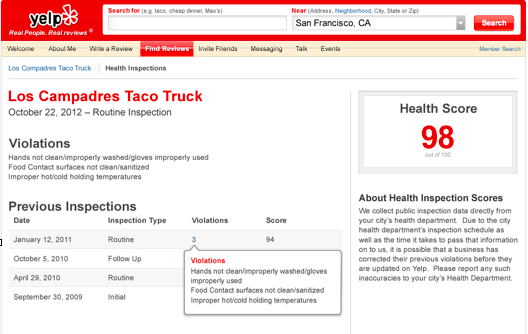 yelp
Real People. Real reviews.®
Search for (e.g. taco, cheap dinner, Max's)
Near (Address, Neighborhood, City, State or Zip)
San Francisco, CA
Search
Welcome About Me Write a Review Find Reviews Invite Friends Messaging Talk Events Member Search
Los Compadres Taco Truck Health Inspections
Los Campadres Taco Truck
October 22, 2012 – Routine Inspection
Violations
Hands not clean/improperly washed/gloves improperly used
Food Contact surfaces not clean/sanitized
Improper hot/cold holding temperatures
Previous Inspections
Date Inspection Type Violations Score
January 12, 2011 Routine 3 94
October 5, 2010 Follow Up
April 29, 2010 Routine
September 30, 2009 Initial
Violations
Hands not clean/improperly washed/gloves
improperly used
Food Contact surfaces not clean/sanitized
Improper hot/cold holding temperatures
Health Score
98
out of 100
About Health Inspection Scores
We collect public inspection data directly from
your city's health department. Due to the city
health department's inspection schedule as
well as the time it takes to pass that information
on to us, it is possible that a business has
corrected their previous violations before
they are updated on Yelp. Please report any such
inaccuracies to your city's Health Department.